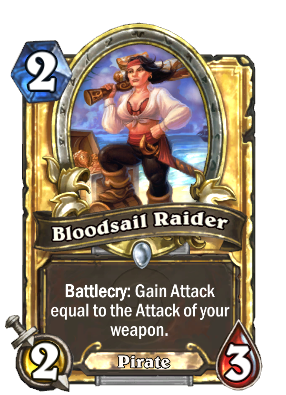 2
Bloodsail Raider
Battlecry: Gain Attack
equal to the Attack of your
weapon.
2
Pirate
3